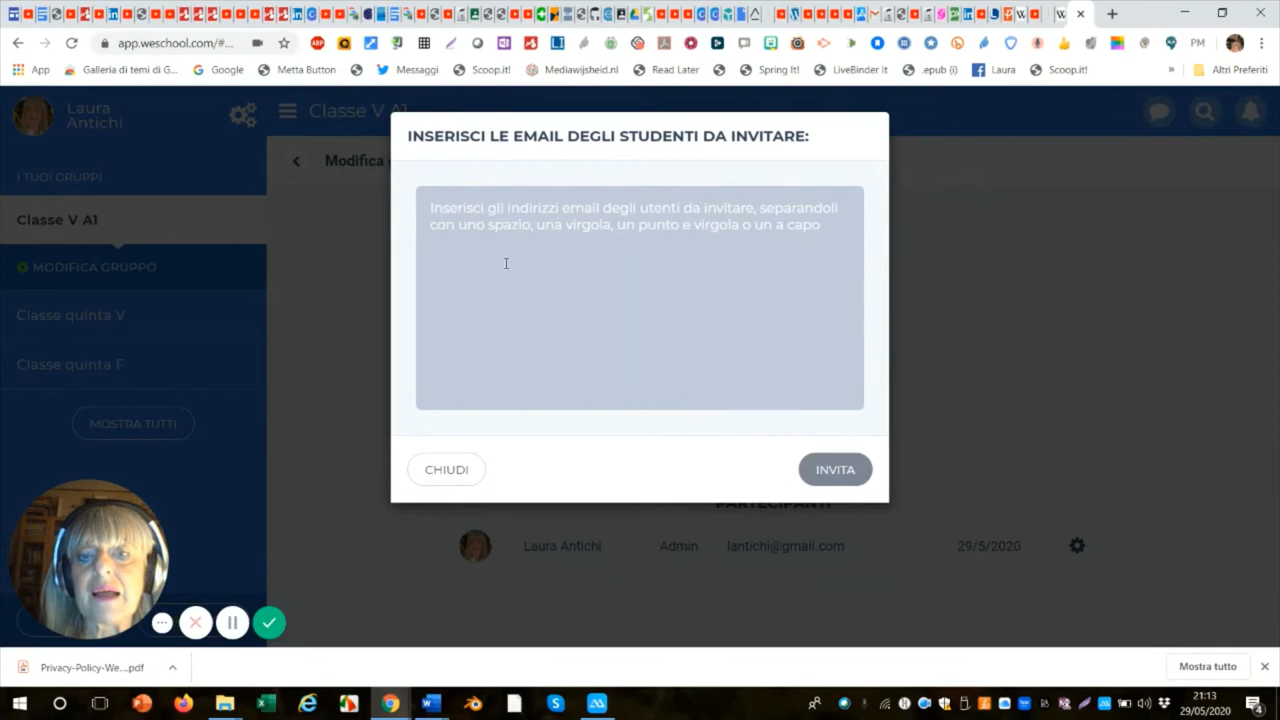 app.weschool.com/#...
PM
App
Galleria di temi di G...
Google
Metta Button
Messaggi
Scoop.it!
Mediawijsheid.nl
Read Later
Spring It!
LiveBinder It
.epub (i)
Laura
Scoop.it!
»
Altri Preferiti
Laura
Antichi
Classe V A1
I TUOI GRUPPI
Modifica
Classe V A1
MODIFICA GRUPPO
Classe quinta V
Classe quinta F
MOSTRA TUTTI
INSERISCI LE EMAIL DEGLI STUDENTI DA INVITARE:
Inserisci gli indirizzi email degli utenti da invitare, separandoli
con uno spazio, una virgola, un punto e virgola o un a capo
CHIUDI
INVITA
PARTECIPANTI
Laura Antichi
Admin
lantichi@gmail.com
29/5/2020
Privacy-Policy-We....pdf
Mostra tutto
21:13
29/05/2020